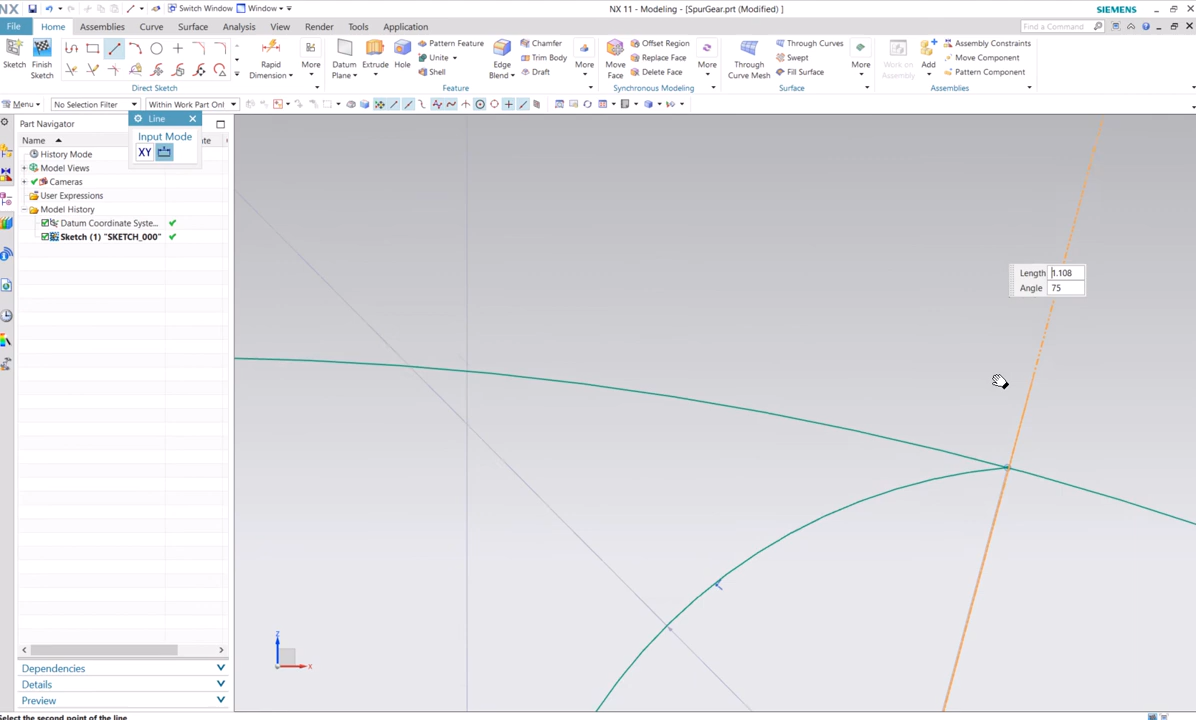 NX
Switch Window
Window
NX 11 - Modeling - [SpurGear.prt (Modified) ]
SIEMENS
File
Home
Assemblies
Curve
Surface
Analysis
View
Render
Tools
Application
Find a Command
Sketch
Finish
Sketch
Rapid
Dimension
More
Direct Sketch
Datum
Plane
Extrude
Hole
Pattern Feature
Unite
Shell
Edge
Blend
Chamfer
Trim Body
Draft
More
Feature
Move
Face
Offset Region
Replace Face
Delete Face
More
Synchronous Modeling
Through
Curve Mesh
Through Curves
Swept
Fill Surface
More
Surface
Work on
Assembly
Add
Assembly Constraints
Move Component
Pattern Component
Assemblies
Menu
No Selection Filter
Within Work Part Onl
Part Navigator
Name
ate
Line
Input Mode
XY
History Mode
Model Views
Cameras
User Expressions
Model History
Datum Coordinate Syste...
Sketch (1) "SKETCH_000"
Length 1.108
Angle 75
Z
X
Dependencies
Details
Preview
Select the second point of the line